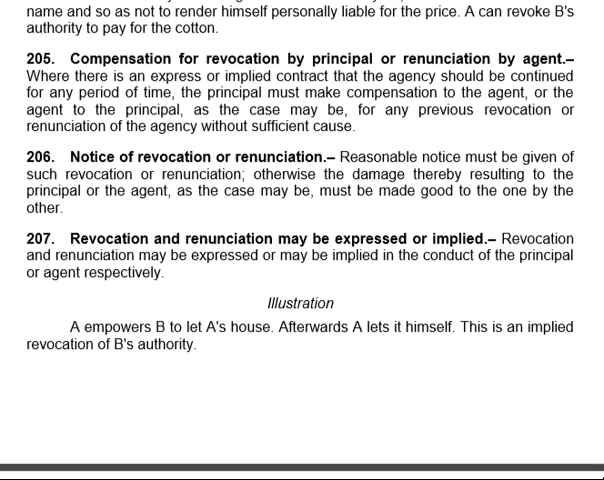 name and so as not to render himself personally liable for the price. A can revoke B's
authority to pay for the cotton.
205. Compensation for revocation by principal or renunciation by agent.–
Where there is an express or implied contract that the agency should be continued
for any period of time, the principal must make compensation to the agent, or the
agent to the principal, as the case may be, for any previous revocation or
renunciation of the agency without sufficient cause.
206. Notice of revocation or renunciation.– Reasonable notice must be given of
such revocation or renunciation; otherwise the damage thereby resulting to the
principal or the agent, as the case may be, must be made good to the one by the
other.
207. Revocation and renunciation may be expressed or implied.– Revocation
and renunciation may be expressed or may be implied in the conduct of the principal
or agent respectively.
Illustration
A empowers B to let A's house. Afterwards A lets it himself. This is an implied
revocation of B's authority.